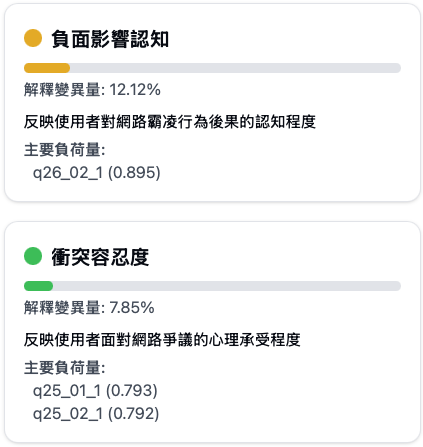 負面影響認知
解釋變異量: 12.12%
反映使用者對網路霸凌行為後果的認知程度
主要負荷量:
q26_02_1 (0.895)
衝突容忍度
解釋變異量: 7.85%
反映使用者面對網路爭議的心理承受程度
主要負荷量:
q25_01_1 (0.793)
q25_02_1 (0.792)